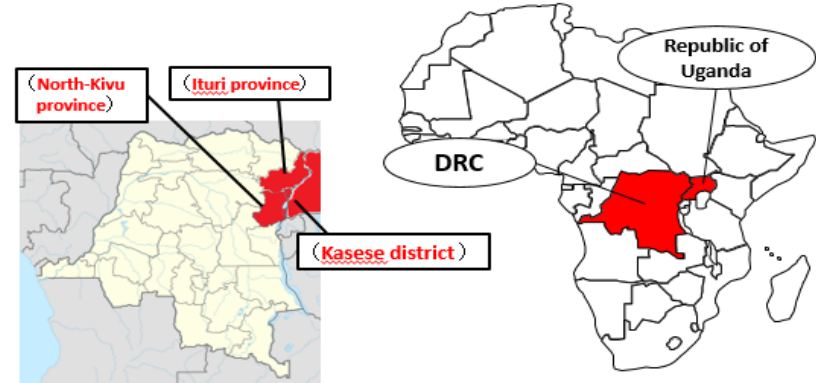 (North-Kivu
province)
(Ituri province)
(Kasese district)
Republic of
Uganda
DRC